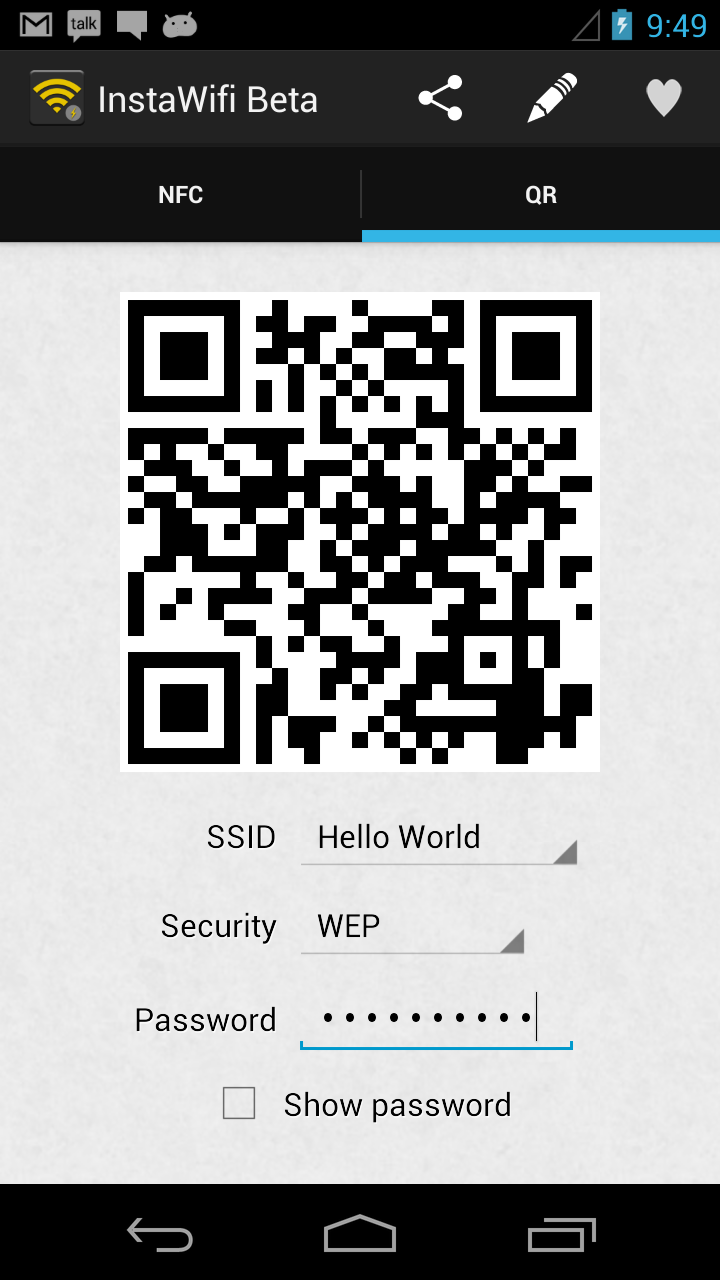 talk 9:49
InstaWifi Beta
NFC QR
SSID Hello World
Security WEP
Password ••••••••••
Show password